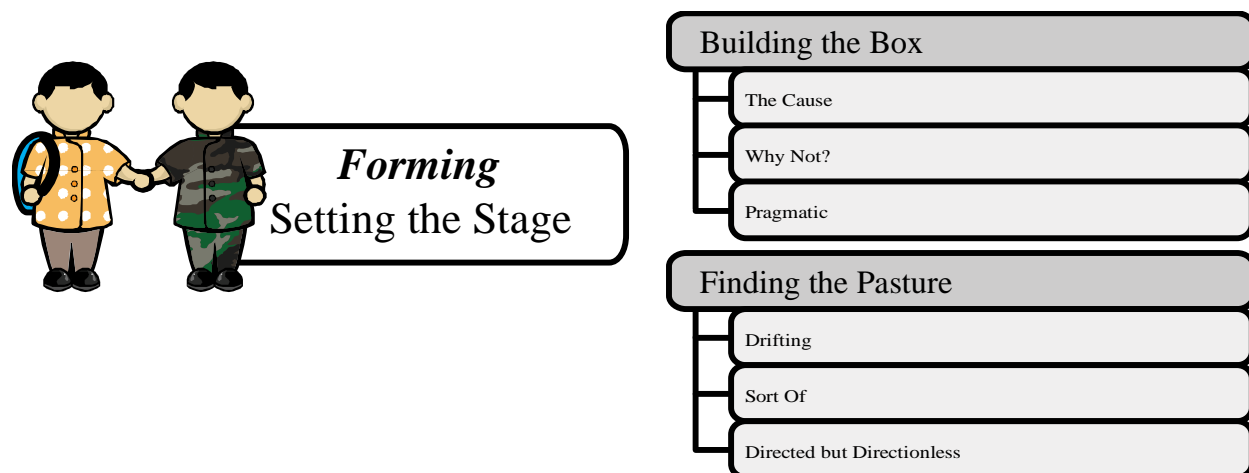 Forming
Setting the Stage
Building the Box
The Cause
Why Not?
Pragmatic
Finding the Pasture
Drifting
Sort Of
Directed but Directionless